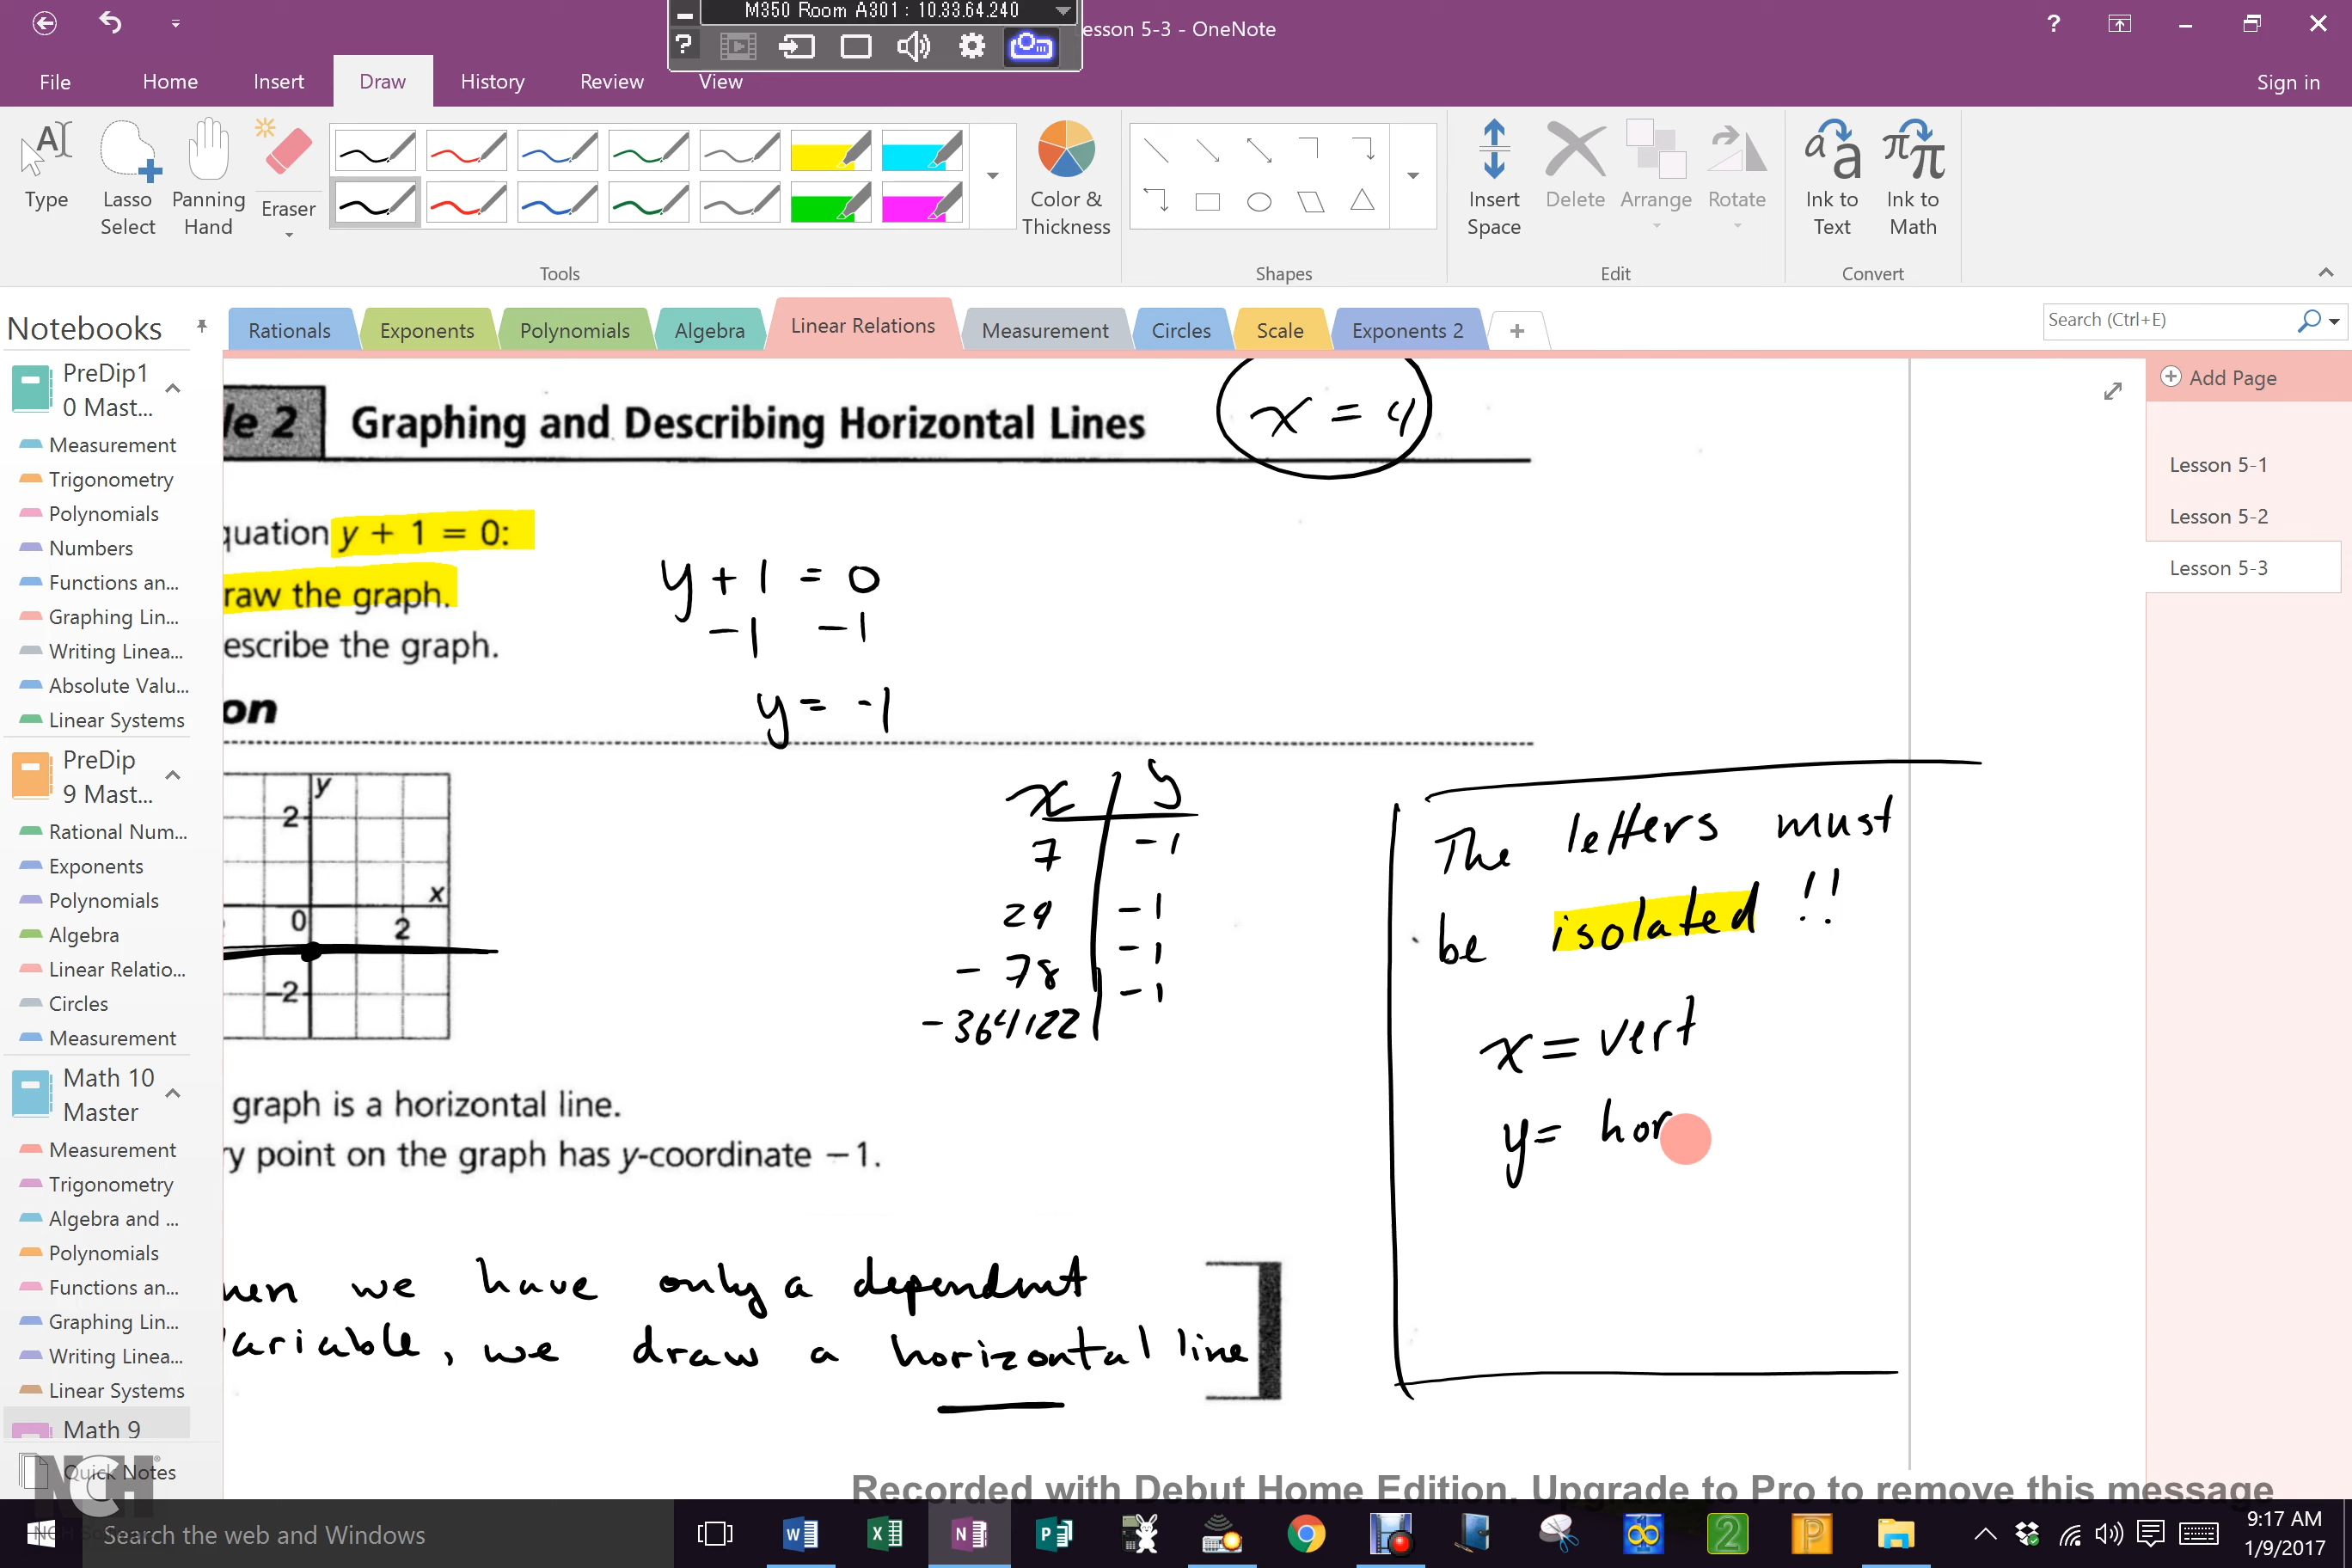 M350 Room A301 : 10.33.64.240
esson 5-3 - OneNote
?
File
Home
Insert
Draw
History
Review
View
Sign in
Type
Lasso Select
Panning Hand
Eraser
Color & Thickness
Insert Space
Delete
Arrange
Rotate
Ink to Text
Ink to Math
Tools
Shapes
Edit
Convert
Notebooks
Rationals
Exponents
Polynomials
Algebra
Linear Relations
Measurement
Circles
Scale
Exponents 2
+
Search (Ctrl+E)
PreDip1
0 Mast...
Measurement
Trigonometry
Polynomials
Numbers
Functions an...
Graphing Lin...
Writing Linea...
Absolute Valu...
Linear Systems
PreDip
9 Mast...
Rational Num...
Exponents
Polynomials
Algebra
Linear Relatio...
Circles
Measurement
Math 10
Master
Measurement
Trigonometry
Algebra and ...
Polynomials
Functions an...
Graphing Lin...
Writing Linea...
Linear Systems
Math 9
Quick Notes
le 2 Graphing and Describing Horizontal Lines x = 4
quation y + 1 = 0:
raw the graph.
escribe the graph.
on
y + 1 = 0
-1 -1
y = -1
y
2
x
0
2
-2
x y
7 -1
29 -1
-78 -1
-364122 -1
The letters must
be isolated !!
x = vert
y = hor
graph is a horizontal line.
ry point on the graph has y-coordinate −1.
hen we have only a dependent
variable, we draw a horizontal line
Add Page
Lesson 5-1
Lesson 5-2
Lesson 5-3
NCH
Recorded with Debut Home Edition. Upgrade to Pro to remove this message
Search the web and Windows
9:17 AM
1/9/2017